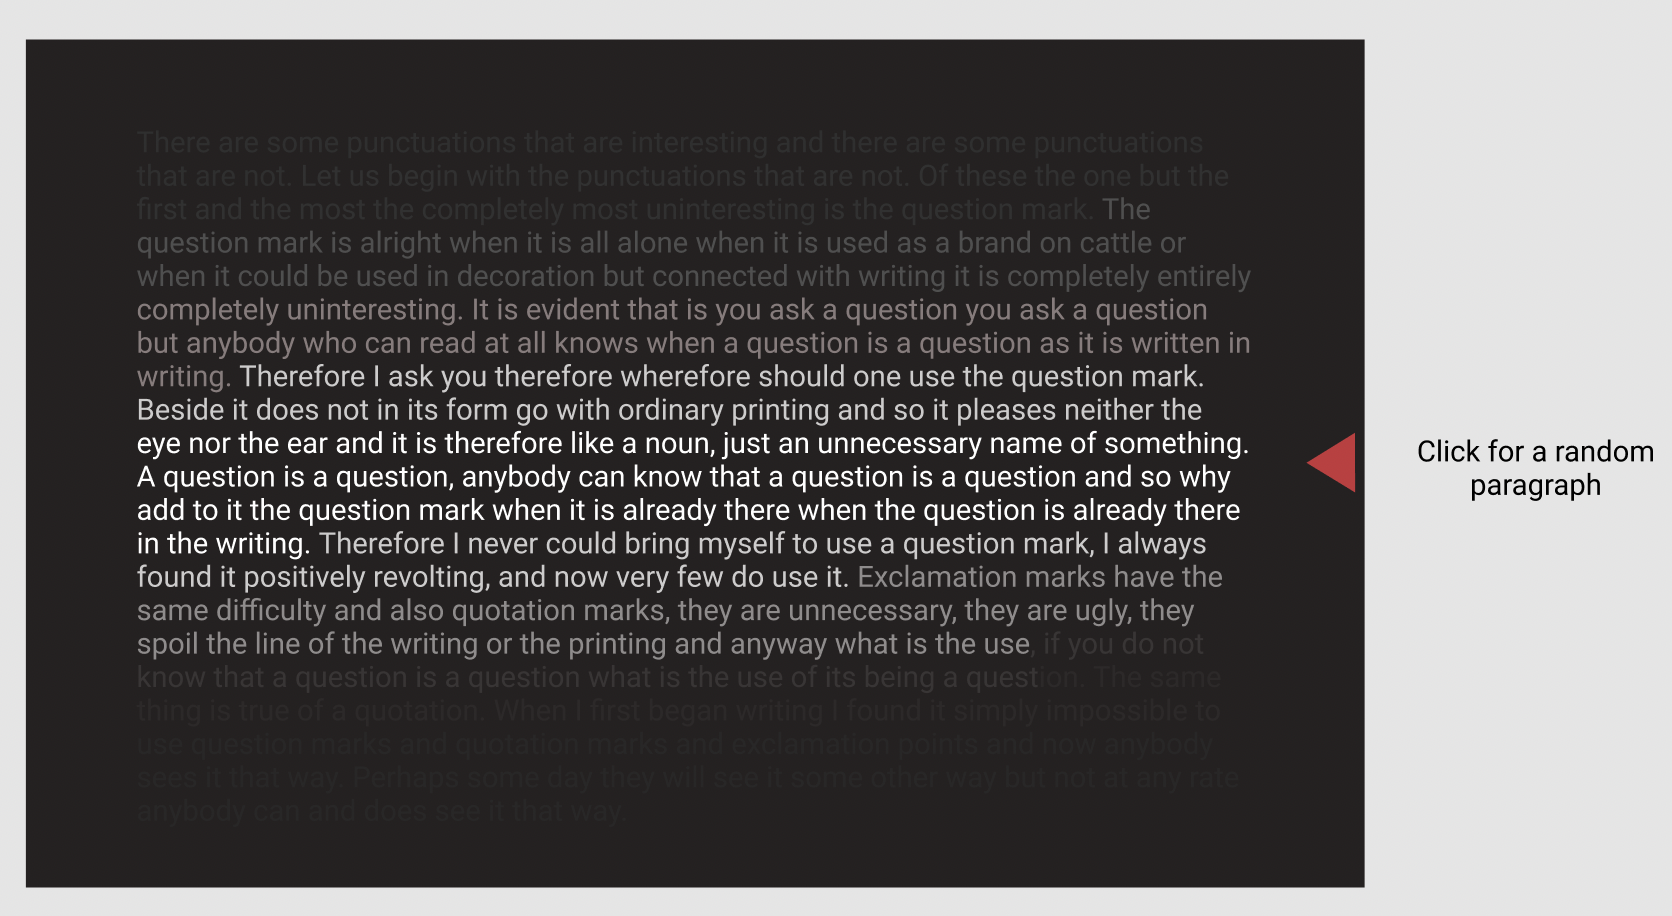 There are some punctuations that are interesting and there are some punctuations
that are not. Let us begin with the punctuations that are not. Of these the one but the
first and the most the completely most uninteresting is the question mark. The
question mark is alright when it is all alone when it is used as a brand on cattle or
when it could be used in decoration but connected with writing it is completely entirely
completely uninteresting. It is evident that is you ask a question you ask a question
but anybody who can read at all knows when a question is a question as it is written in
writing. Therefore I ask you therefore wherefore should one use the question mark.
Beside it does not in its form go with ordinary printing and so it pleases neither the
eye nor the ear and it is therefore like a noun, just an unnecessary name of something.
A question is a question, anybody can know that a question is a question and so why
add to it the question mark when it is already there when the question is already there
in the writing. Therefore I never could bring myself to use a question mark, I always
found it positively revolting, and now very few do use it. Exclamation marks have the
same difficulty and also quotation marks, they are unnecessary, they are ugly, they
spoil the line of the writing or the printing and anyway what is the use, if you do not
know that a question is a question what is the use of its being a question. The same
thing is true of a quotation. When I first began writing I found it simply impossible to
use question marks and quotation marks and exclamation points and now anybody
sees it that way. Perhaps some day they will see it some other way but not at any rate
anybody can and does see it that way.
Click for a random
paragraph